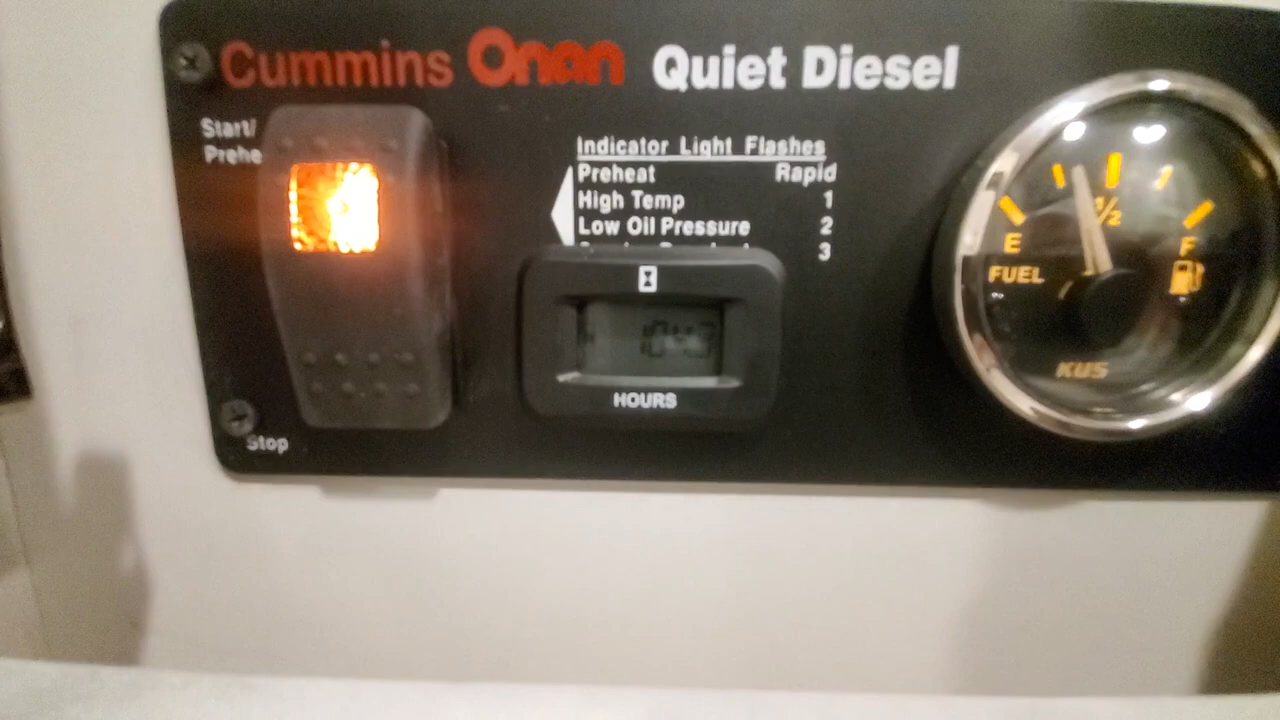 Cummins Onan Quiet Diesel
Start/
Prehe
Indicator Light Flashes
Preheat Rapid
High Temp 1
Low Oil Pressure 2
3
HOURS
Stop
E 1/2 F
FUEL
KUS